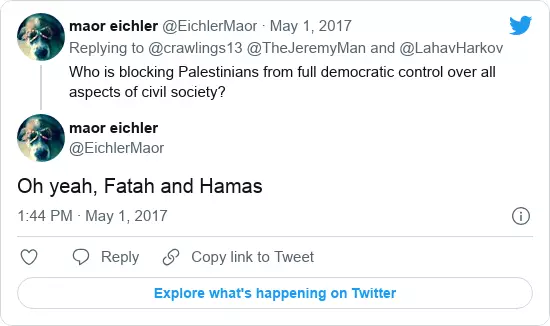 maor eichler @EichlerMaor · May 1, 2017
Replying to @crawlings13 @TheJeremyMan and @LahavHarkov
Who is blocking Palestinians from full democratic control over all
aspects of civil society?
maor eichler
@EichlerMaor
Oh yeah, Fatah and Hamas
1:44 PM · May 1, 2017
Reply
Copy link to Tweet
Explore what's happening on Twitter